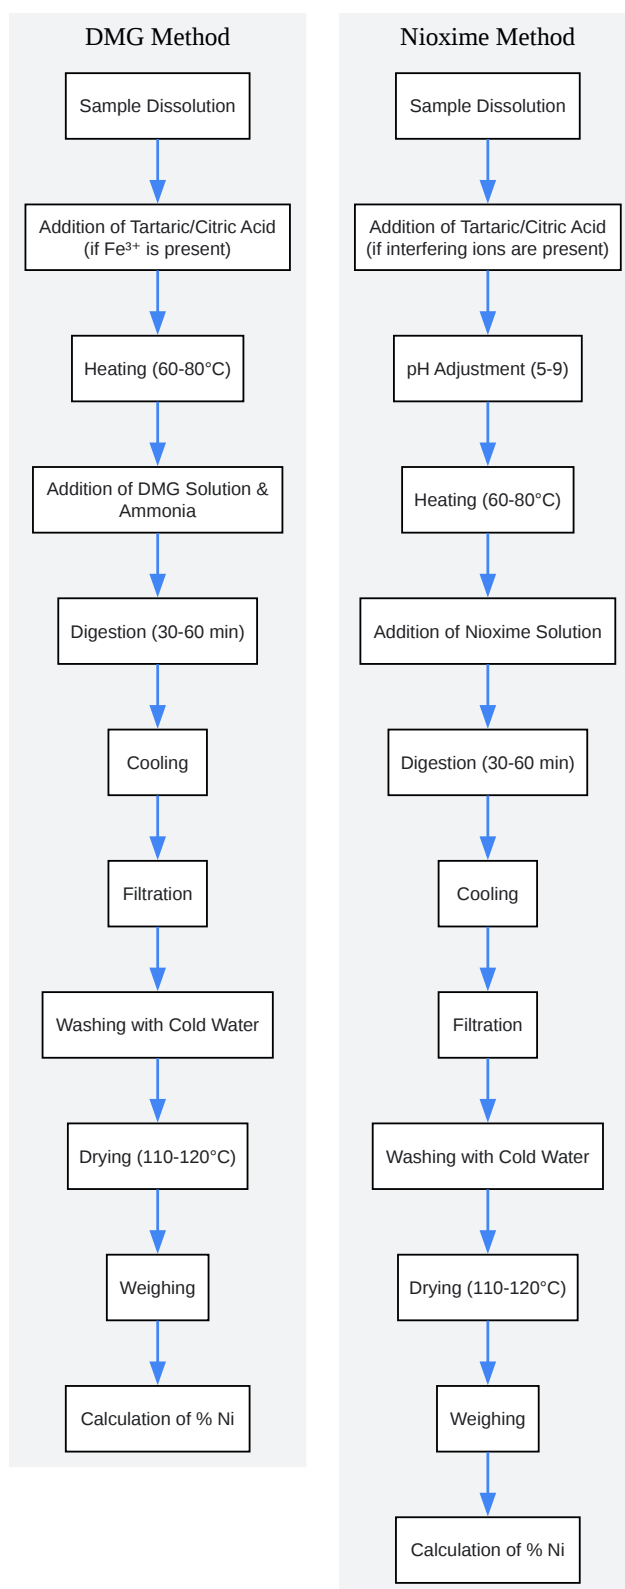 DMG Method
Sample Dissolution
Addition of Tartaric/Citric Acid
(if Fe³⁺ is present)
Heating (60-80°C)
Addition of DMG Solution &
Ammonia
Digestion (30-60 min)
Cooling
Filtration
Washing with Cold Water
Drying (110-120°C)
Weighing
Calculation of % Ni
Nioxime Method
Sample Dissolution
Addition of Tartaric/Citric Acid
(if interfering ions are present)
pH Adjustment (5-9)
Heating (60-80°C)
Addition of Nioxime Solution
Digestion (30-60 min)
Cooling
Filtration
Washing with Cold Water
Drying (110-120°C)
Weighing
Calculation of % Ni